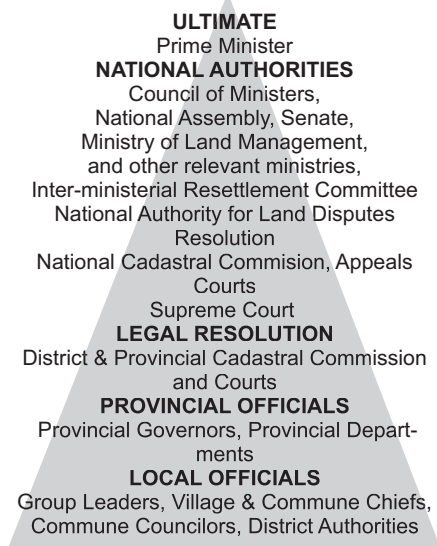 ULTIMATE
Prime Minister
NATIONAL AUTHORITIES
Council of Ministers,
National Assembly, Senate,
Ministry of Land Management,
and other relevant ministries,
Inter-ministerial Resettlement Committee
National Authority for Land Disputes
Resolution
National Cadastral Commision, Appeals
Courts
Supreme Court
LEGAL RESOLUTION
District & Provincial Cadastral Commission
and Courts
PROVINCIAL OFFICIALS
Provincial Governors, Provincial Depart-
ments
LOCAL OFFICIALS
Group Leaders, Village & Commune Chiefs,
Commune Councilors, District Authorities